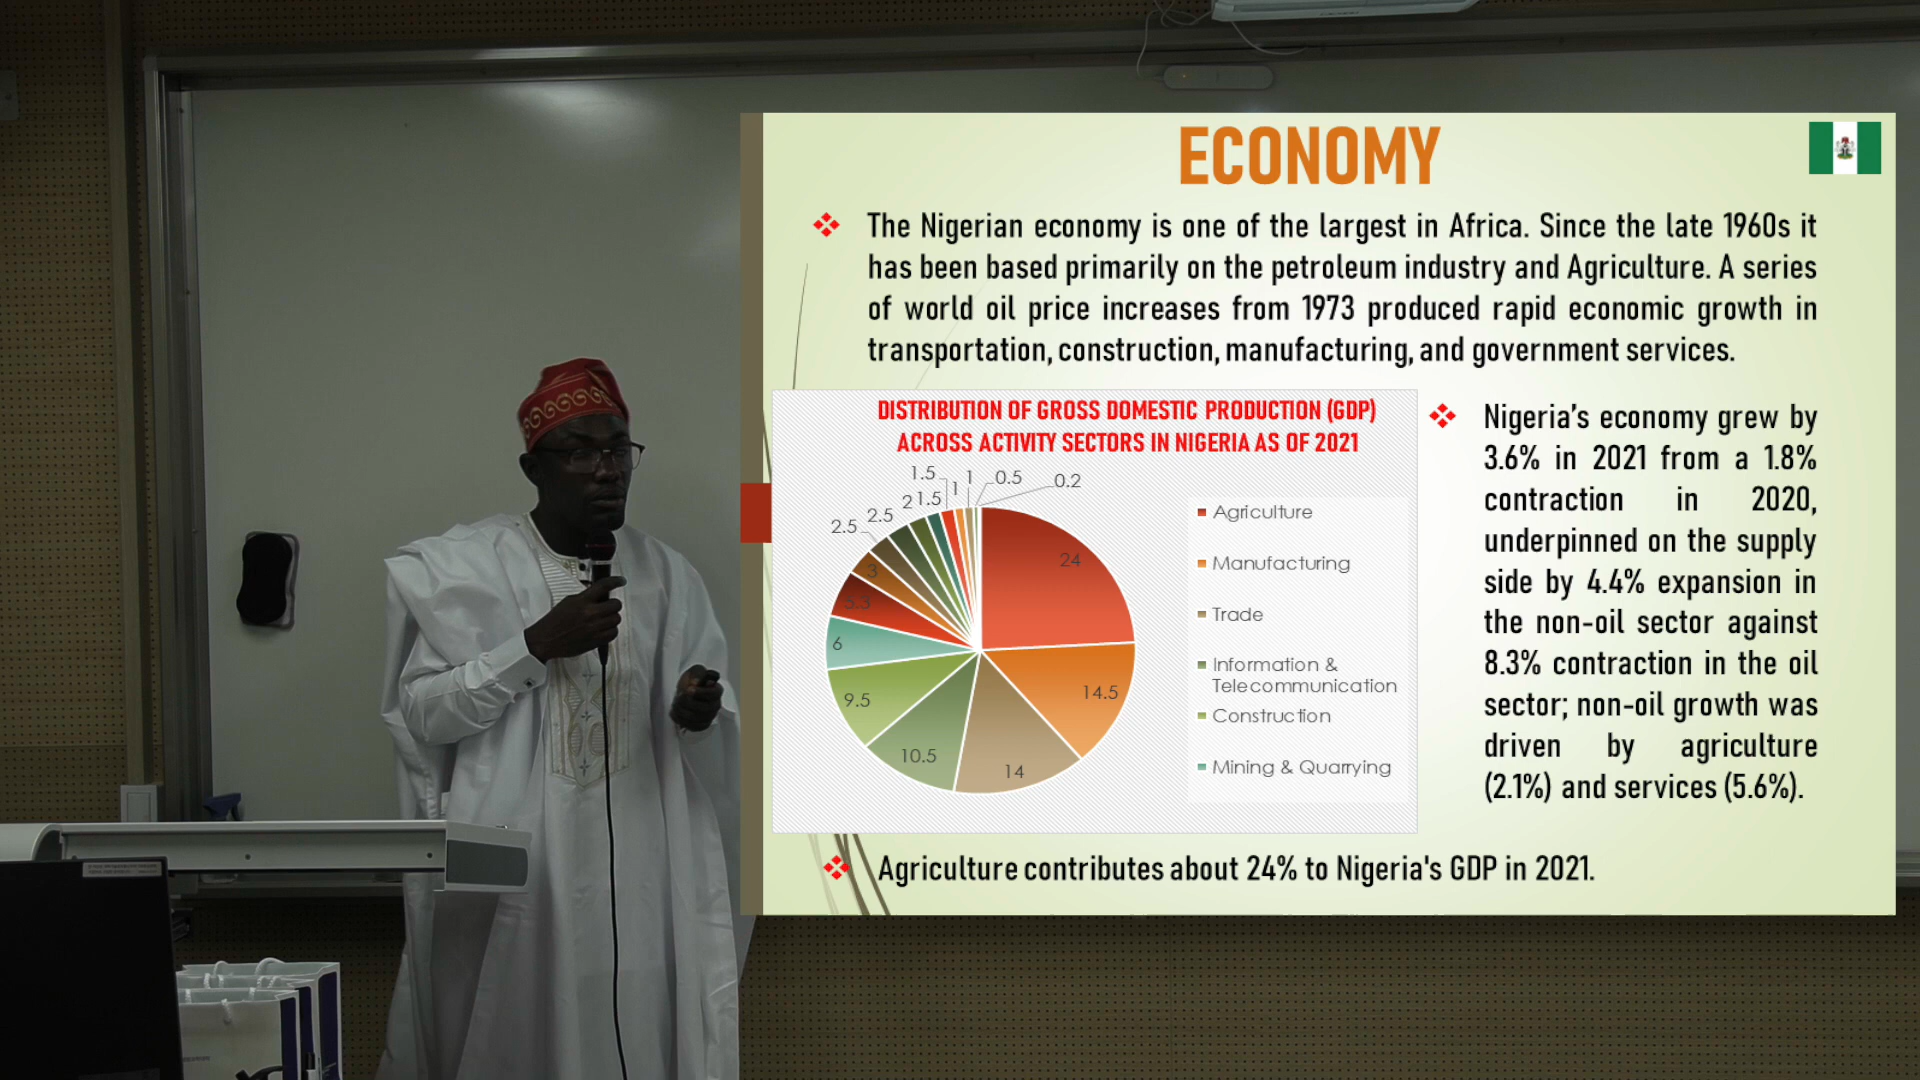 ECONOMY
The Nigerian economy is one of the largest in Africa. Since the late 1960s it
has been based primarily on the petroleum industry and Agriculture. A series
of world oil price increases from 1973 produced rapid economic growth in
transportation, construction, manufacturing, and government services.
DISTRIBUTION OF GROSS DOMESTIC PRODUCTION (GDP)
ACROSS ACTIVITY SECTORS IN NIGERIA AS OF 2021
1.5
1
1
0.5
0.2
2.5
2.5
2
1.5
3
5.3
6
9.5
10.5
14
14.5
24
Agriculture
Manufacturing
Trade
Information &
Telecommunication
Construction
Mining & Quarrying
Nigeria’s economy grew by
3.6% in 2021 from a 1.8%
contraction in 2020,
underpinned on the supply
side by 4.4% expansion in
the non-oil sector against
8.3% contraction in the oil
sector; non-oil growth was
driven by agriculture
(2.1%) and services (5.6%).
Agriculture contributes about 24% to Nigeria's GDP in 2021.